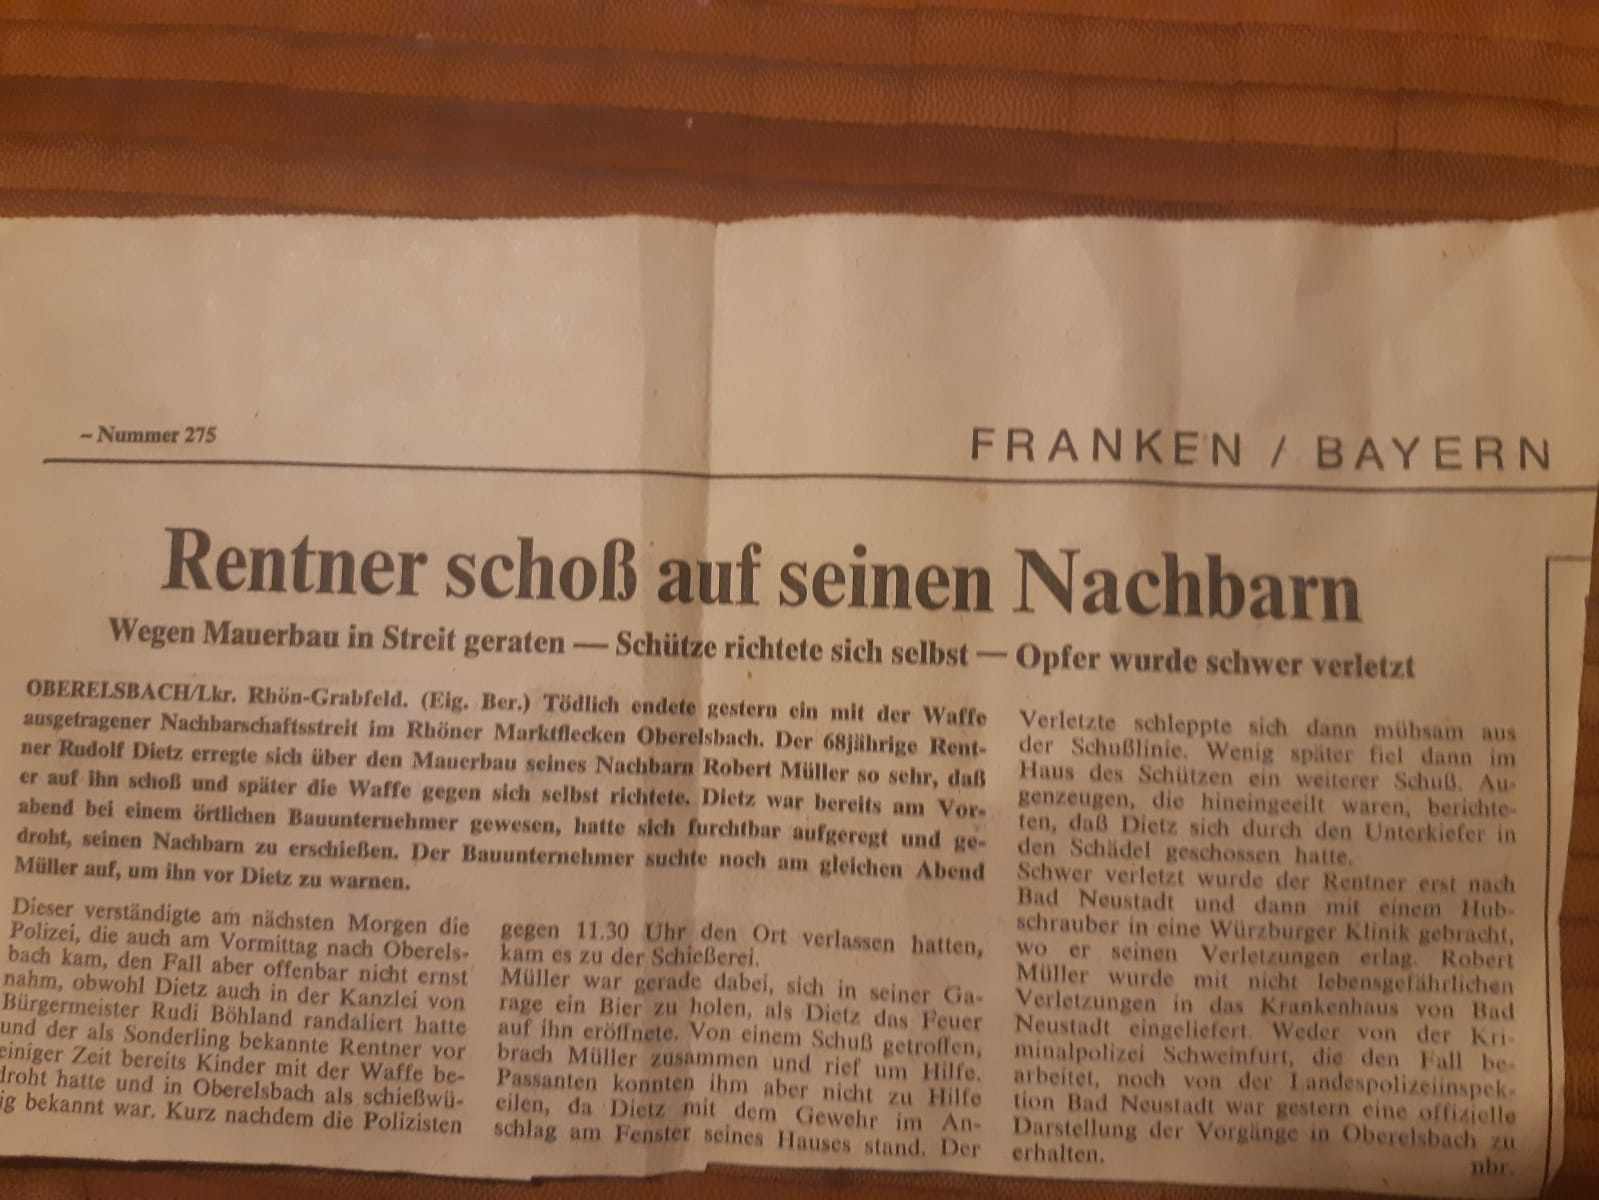 – Nummer 275
FRANKEN / BAYERN
Rentner schoß auf seinen Nachbarn
Wegen Mauerbau in Streit geraten — Schütze richtete sich selbst — Opfer wurde schwer verletzt
OBERELSBACH/Lkr. Rhön-Grabfeld. (Eig. Ber.) Tödlich endete gestern ein mit der Waffe
ausgetragener Nachbarschaftsstreit im Rhöner Marktflecken Oberelsbach. Der 68jährige Rent-
ner Rudolf Dietz erregte sich über den Mauerbau seines Nachbarn Robert Müller so sehr, daß
er auf ihn schoß und später die Waffe gegen sich selbst richtete. Dietz war bereits am Vor-
abend bei einem örtlichen Bauunternehmer gewesen, hatte sich furchtbar aufgeregt und ge-
droht, seinen Nachbarn zu erschießen. Der Bauunternehmer suchte noch am gleichen Abend
Müller auf, um ihn vor Dietz zu warnen.
Dieser verständigte am nächsten Morgen die
Polizei, die auch am Vormittag nach Oberels-
bach kam, den Fall aber offenbar nicht ernst
nahm, obwohl Dietz auch in der Kanzlei von
Bürgermeister Rudi Böhland randaliert hatte
und der als Sonderling bekannte Rentner vor
einiger Zeit bereits Kinder mit der Waffe be-
droht hatte und in Oberelsbach als schießwü-
ig bekannt war. Kurz nachdem die Polizisten
gegen 11.30 Uhr den Ort verlassen hatten,
kam es zu der Schießerei.
Müller war gerade dabei, sich in seiner Ga-
rage ein Bier zu holen, als Dietz das Feuer
auf ihn eröffnete. Von einem Schuß getroffen,
brach Müller zusammen und rief um Hilfe.
Passanten konnten ihm aber nicht zu Hilfe
eilen, da Dietz mit dem Gewehr im An-
schlag am Fenster seines Hauses stand. Der
Verletzte schleppte sich dann mühsam aus
der Schußlinie. Wenig später fiel dann im
Haus des Schützen ein weiterer Schuß. Au-
genzeugen, die hineingeeilt waren, berichte-
ten, daß Dietz sich durch den Unterkiefer in
den Schädel geschossen hatte.
Schwer verletzt wurde der Rentner erst nach
Bad Neustadt und dann mit einem Hub-
schrauber in eine Würzburger Klinik gebracht,
wo er seinen Verletzungen erlag. Robert
Müller wurde mit nicht lebensgefährlichen
Verletzungen in das Krankenhaus von Bad
Neustadt eingeliefert. Weder von der Kri-
minalpolizei Schweinfurt, die den Fall be-
arbeitet, noch von der Landespolizeiinspek-
tion Bad Neustadt war gestern eine offizielle
Darstellung der Vorgänge in Oberelsbach zu
erhalten.
nbr.